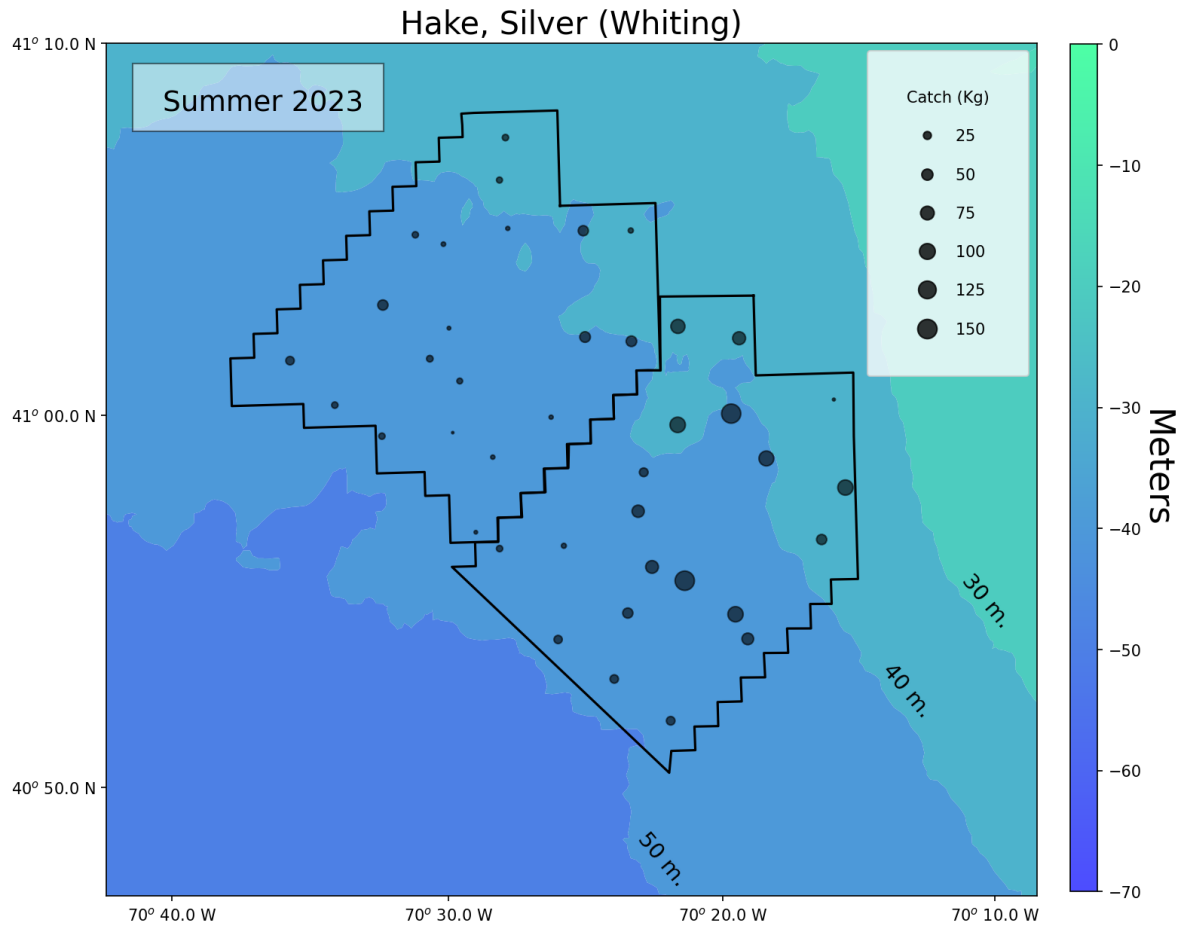 Hake, Silver (Whiting)
Summer 2023
Catch (Kg)
25
50
75
100
125
150
41° 10.0 N
41° 00.0 N
40° 50.0 N
70° 40.0 W
70° 30.0 W
70° 20.0 W
70° 10.0 W
30 m.
40 m.
50 m.
0
−10
−20
−30
−40
−50
−60
−70
Meters